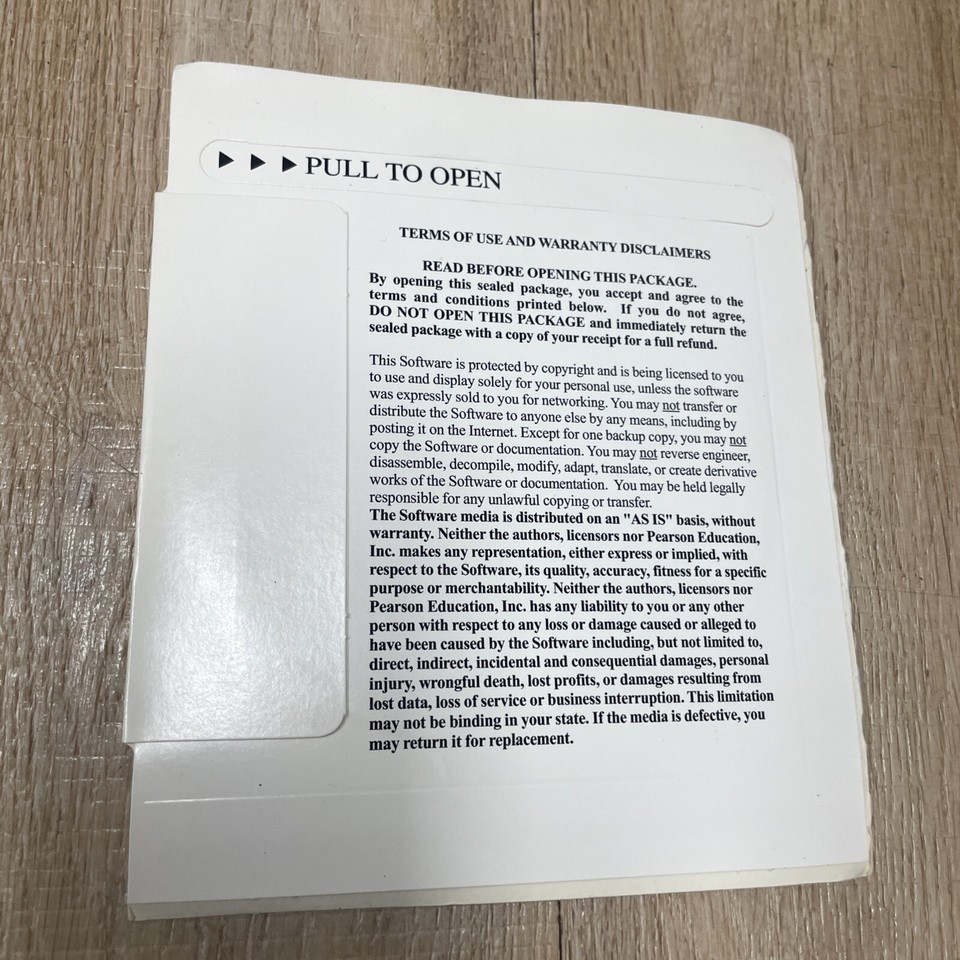 ▶ ▶ ▶ PULL TO OPEN
TERMS OF USE AND WARRANTY DISCLAIMERS
READ BEFORE OPENING THIS PACKAGE.
By opening this sealed package, you accept and agree to the
terms and conditions printed below. If you do not agree,
DO NOT OPEN THIS PACKAGE and immediately return the
sealed package with a copy of your receipt for a full refund.
This Software is protected by copyright and is being licensed to you
to use and display solely for your personal use, unless the software
was expressly sold to you for networking. You may not transfer or
distribute the Software to anyone else by any means, including by
posting it on the Internet. Except for one backup copy, you may not
copy the Software or documentation. You may not reverse engineer,
disassemble, decompile, modify, adapt, translate, or create derivative
works of the Software or documentation. You may be held legally
responsible for any unlawful copying or transfer.
The Software media is distributed on an "AS IS" basis, without
warranty. Neither the authors, licensors nor Pearson Education,
Inc. makes any representation, either express or implied, with
respect to the Software, its quality, accuracy, fitness for a specific
purpose or merchantability. Neither the authors, licensors nor
Pearson Education, Inc. has any liability to you or any other
person with respect to any loss or damage caused or alleged to
have been caused by the Software including, but not limited to,
direct, indirect, incidental and consequential damages, personal
injury, wrongful death, lost profits, or damages resulting from
lost data, loss of service or business interruption. This limitation
may not be binding in your state. If the media is defective, you
may return it for replacement.